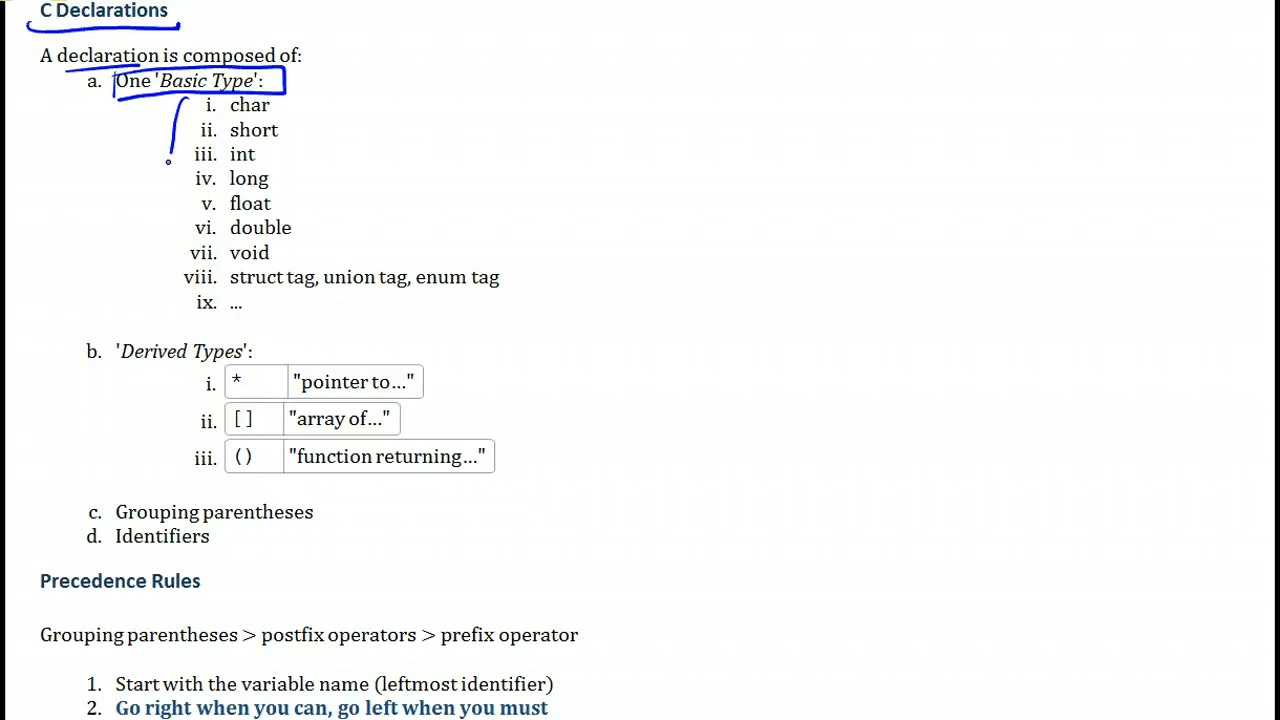 C Declarations
A declaration is composed of:
a. One 'Basic Type':
i. char
ii. short
iii. int
iv. long
v. float
vi. double
vii. void
viii. struct tag, union tag, enum tag
ix. ...
b. 'Derived Types':
i. * "pointer to..."
ii. [] "array of..."
iii. () "function returning..."
c. Grouping parentheses
d. Identifiers
Precedence Rules
Grouping parentheses > postfix operators > prefix operator
1. Start with the variable name (leftmost identifier)
2. Go right when you can, go left when you must